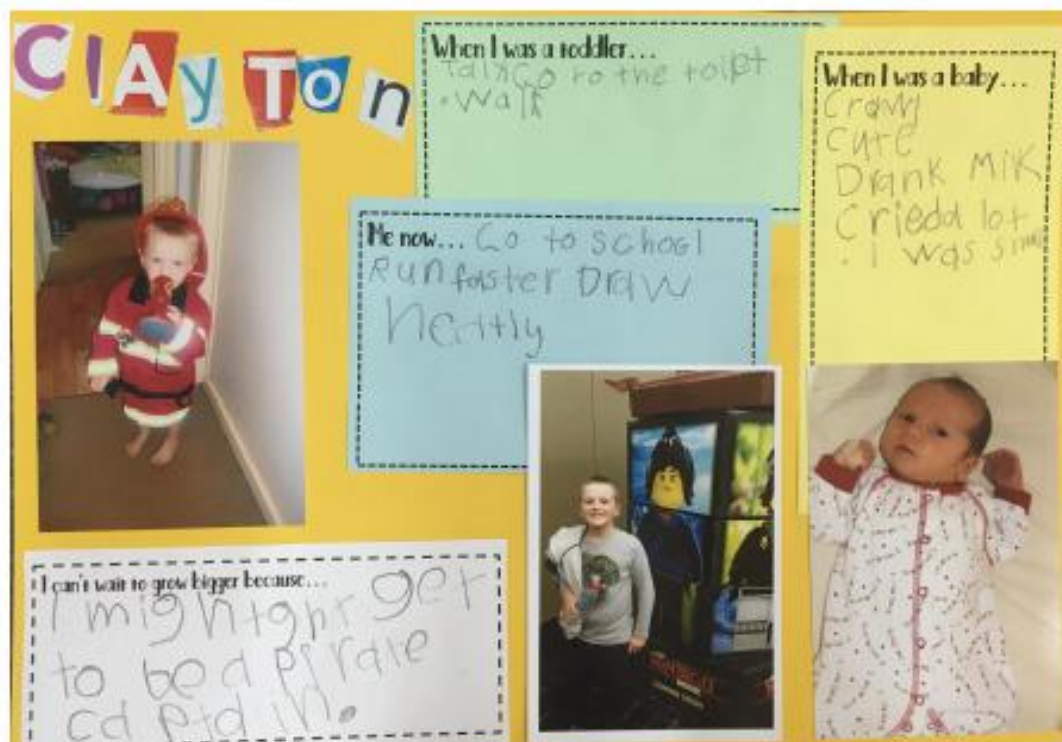 Clayton
When I was a toddler...
talk Go to the toilet
• walk
When I was a baby...
Crawl
cute
Drank Milk
Cried a lot
• I was small
Me now... Go to school
Run faster Draw
neatly
I can't wait to grow bigger because...
I might get
to be a pirate
captain.